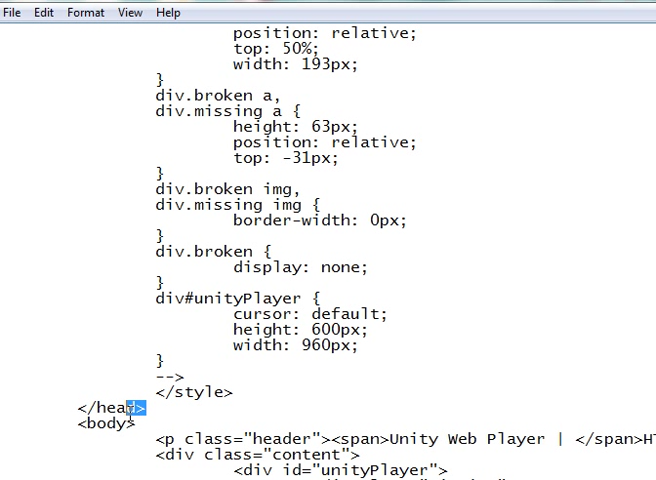 File Edit Format View Help
position: relative;
top: 50%;
width: 193px;
}
div.broken a,
div.missing a {
height: 63px;
position: relative;
top: -31px;
}
div.broken img,
div.missing img {
border-width: 0px;
}
div.broken {
display: none;
}
div#unityPlayer {
cursor: default;
height: 600px;
width: 960px;
}
-->
</style>
</head>
<body>
<p class="header"><span>Unity Web Player | </span>HT
<div class="content">
<div id="unityPlayer">